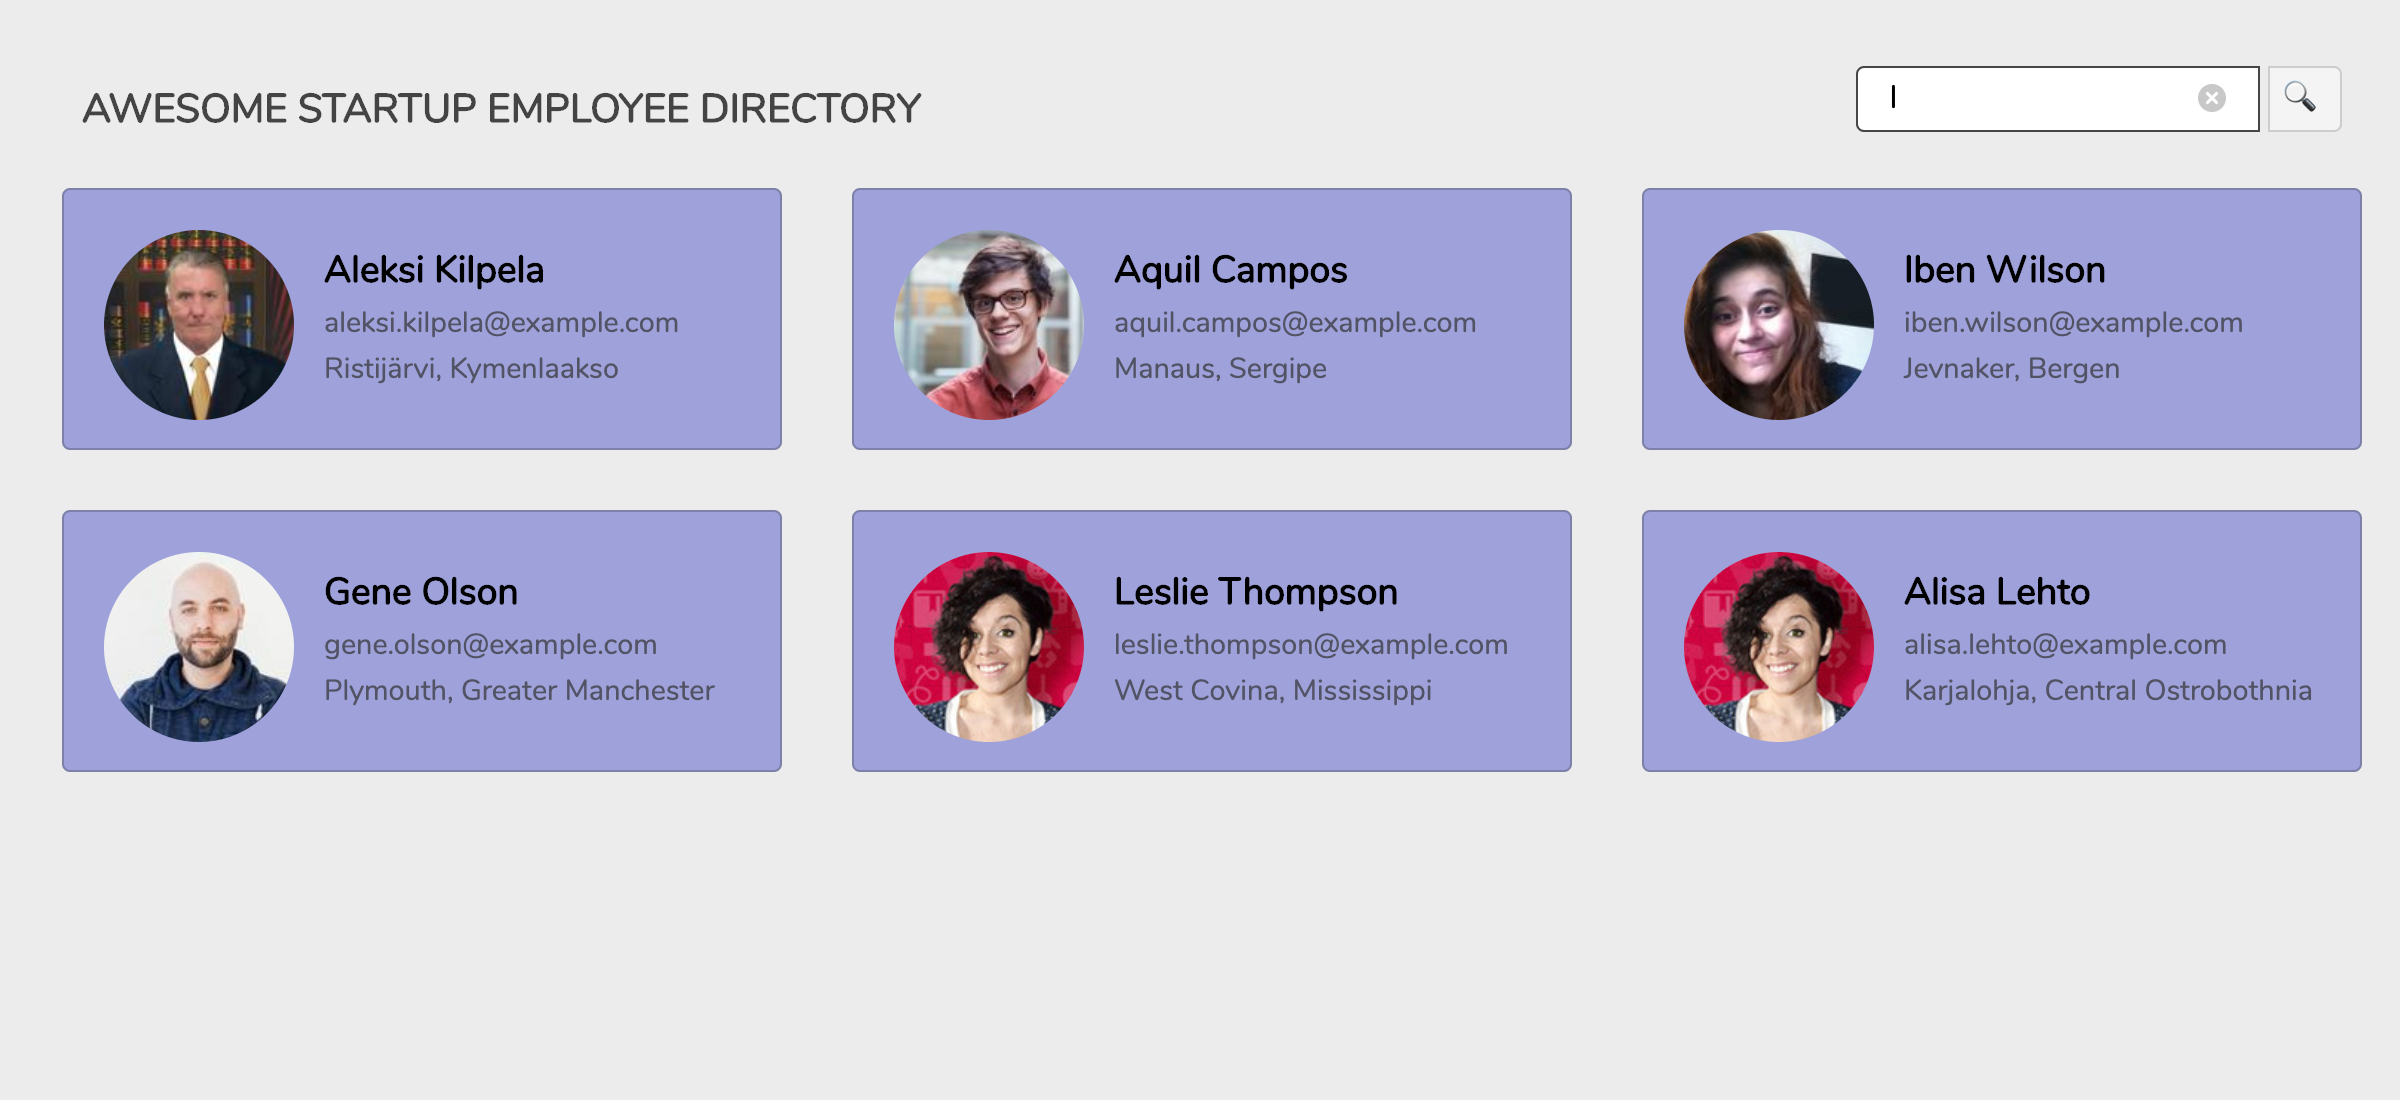 AWESOME STARTUP EMPLOYEE DIRECTORY
l
Aleksi Kilpela
aleksi.kilpela@example.com
Ristijärvi, Kymenlaakso
Aquil Campos
aquil.campos@example.com
Manaus, Sergipe
Iben Wilson
iben.wilson@example.com
Jevnaker, Bergen
Gene Olson
gene.olson@example.com
Plymouth, Greater Manchester
Leslie Thompson
leslie.thompson@example.com
West Covina, Mississippi
Alisa Lehto
alisa.lehto@example.com
Karjalohja, Central Ostrobothnia